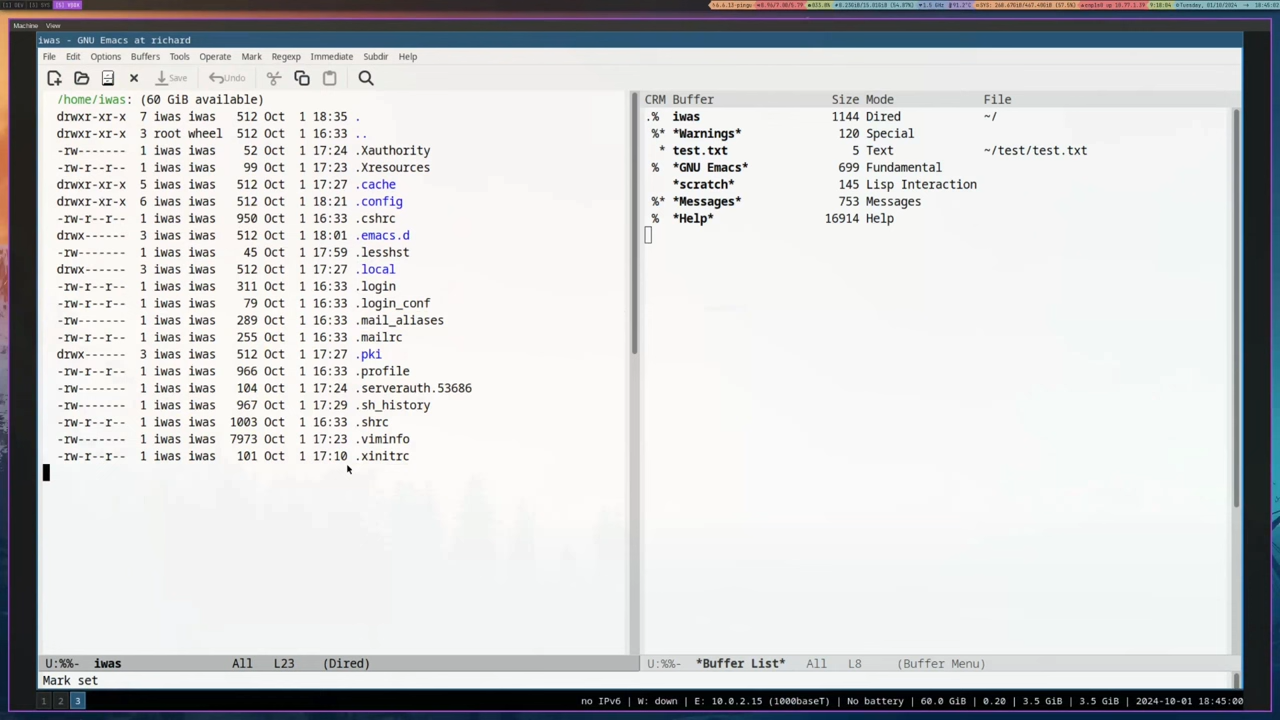 Machine View
iwas - GNU Emacs at richard
File Edit Options Buffers Tools Operate Mark Regexp Immediate Subdir Help
Save Undo
/home/iwas: (60 GiB available)
drwxr-xr-x 7 iwas iwas 512 Oct 1 18:35 .
drwxr-xr-x 3 root wheel 512 Oct 1 16:33 ..
-rw------- 1 iwas iwas 52 Oct 1 17:24 .Xauthority
-rw-r--r-- 1 iwas iwas 99 Oct 1 17:23 .Xresources
drwxr-xr-x 5 iwas iwas 512 Oct 1 17:27 .cache
drwxr-xr-x 6 iwas iwas 512 Oct 1 18:21 .config
-rw-r--r-- 1 iwas iwas 950 Oct 1 16:33 .cshrc
drwx------ 3 iwas iwas 512 Oct 1 18:01 .emacs.d
-rw------- 1 iwas iwas 45 Oct 1 17:59 .lesshst
drwx------ 3 iwas iwas 512 Oct 1 17:27 .local
-rw-r--r-- 1 iwas iwas 311 Oct 1 16:33 .login
-rw-r--r-- 1 iwas iwas 79 Oct 1 16:33 .login_conf
-rw------- 1 iwas iwas 289 Oct 1 16:33 .mail_aliases
-rw-r--r-- 1 iwas iwas 255 Oct 1 16:33 .mailrc
drwx------ 3 iwas iwas 512 Oct 1 17:27 .pki
-rw-r--r-- 1 iwas iwas 966 Oct 1 16:33 .profile
-rw------- 1 iwas iwas 104 Oct 1 17:24 .serverauth.53686
-rw------- 1 iwas iwas 967 Oct 1 17:29 .sh_history
-rw-r--r-- 1 iwas iwas 1003 Oct 1 16:33 .shrc
-rw------- 1 iwas iwas 7973 Oct 1 17:23 .viminfo
-rw-r--r-- 1 iwas iwas 101 Oct 1 17:10 .xinitrc
U:%%- iwas All L23 (Dired)
CRM Buffer Size Mode File
.% iwas 1144 Dired ~/
%* *Warnings* 120 Special
* test.txt 5 Text ~/test/test.txt
% *GNU Emacs* 699 Fundamental
*scratch* 145 Lisp Interaction
%* *Messages* 753 Messages
% *Help* 16914 Help
U:%%- *Buffer List* All L8 (Buffer Menu)
Mark set
1 2 3 no IPv6 | W: down | E: 10.0.2.15 (1000baseT) | No battery | 60.0 GiB | 0.20 | 3.5 GiB | 3.5 GiB | 2024-10-01 18:45:00